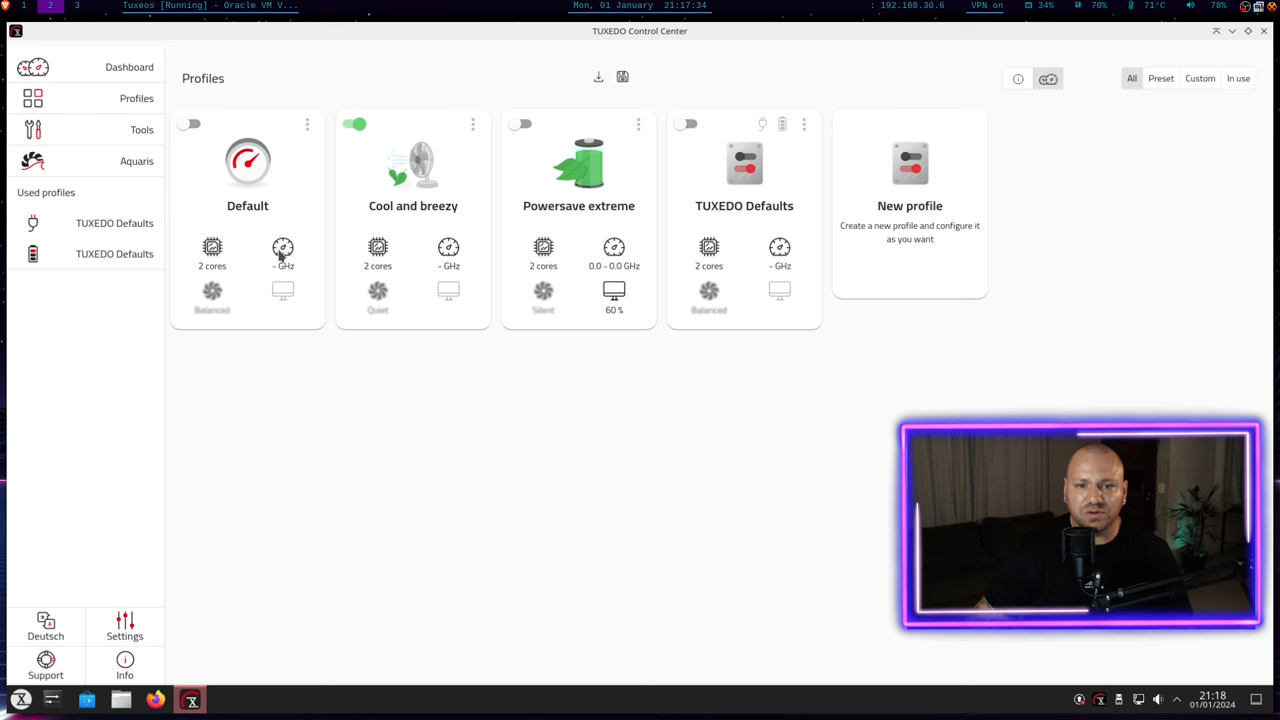 1 2 3 Tuxeos [Running] - Oracle VM V... Mon, 01 January 21:17:34 : 192.168.30.6 VPN on 34% 70% 71°C 78%
TUXEDO Control Center
Dashboard
Profiles
Tools
Aquaris
Used profiles
TUXEDO Defaults
TUXEDO Defaults
Deutsch
Settings
Support
Info
Profiles
All Preset Custom In use
Default
2 cores - GHz
Balanced
Cool and breezy
2 cores - GHz
Quiet
Powersave extreme
2 cores 0.0 - 0.0 GHz
Silent 60 %
TUXEDO Defaults
2 cores - GHz
Balanced
New profile
Create a new profile and configure it
as you want
21:18
01/01/2024